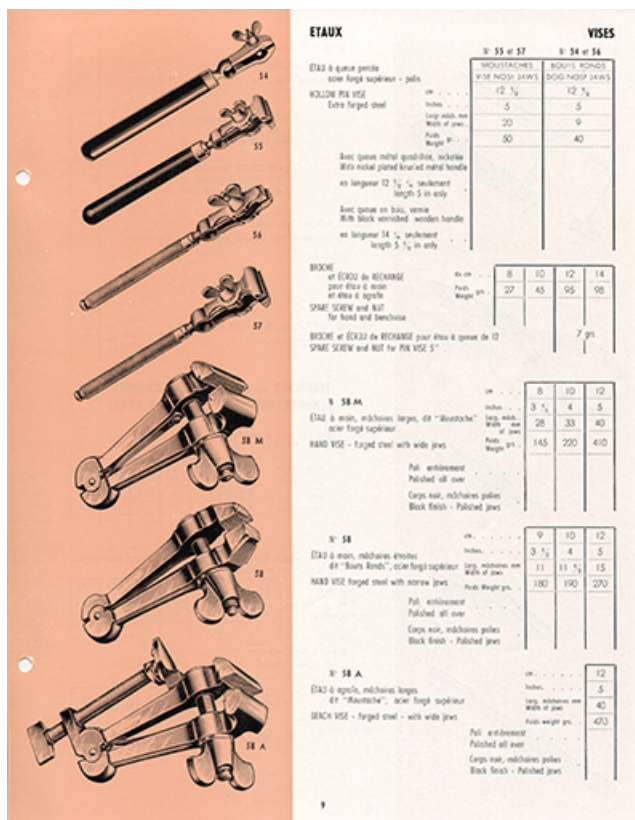 ETAUX VISES
N° 55 et 57 N° 54 et 56
MOUSTACHES BOUTS RONDS
VISE NOSE JAWS DOG NOSE JAWS
ETAU à queue percée
acier forgé supérieur - polis
HOLLOW PIN VISE
Extra forged steel
cm 12 ½ 12 ½
Inches 5 5
Larg. mâch. mm
Width of jaws 20 9
Poids
Weight grs. 50 40
Avec queue métal quadrillée, nickelée
With nickel plated knurled metal handle
en longueur 12 ½ cm seulement
length 5 in only
Avec queue en bois, vernie
With black varnished wooden handle
en longueur 14 cm seulement
length 5 ½ in only
BROCHE
et ÉCROU de RECHANGE
pour étau à main
et étau à agrafe
SPARE SCREW and NUT
for hand and benchvise
de cm 8 10 12 14
Poids
Weight grs. 27 45 95 98
BROCHE et ÉCROU de RECHANGE pour étau à queue de 12 7 grs
SPARE SCREW and NUT for PIN VISE 5"
N° 58 M
ÉTAU à main, mâchoires larges, dit "Moustache"
acier forgé supérieur
HAND VISE - forged steel with wide jaws
cm 8 10 12
Inches 3 ¼ 4 5
Larg. mâch.
Width mm
of jaws 28 33 40
Poids
Weight grs. 145 220 410
Poli entièrement
Polished all over
Corps noir, mâchoires polies
Black finish - Polished jaws
N° 58
ÉTAU à main, mâchoires étroites
dit "Bouts Ronds", acier forgé supérieur
HAND VISE forged steel with narrow jaws
cm 9 10 12
Inches 3 ½ 4 5
Larg. mâchoires mm
Width of jaws 11 11 ½ 15
Poids Weight grs. 180 190 270
Poli entièrement
Polished all over
Corps noir, mâchoires polies
Black finish - Polished jaws
N° 58 A
ÉTAU à agrafe, mâchoires larges
dit "Moustache", acier forgé supérieur
BENCH VISE - forged steel - with wide jaws
cm 12
Inches 5
Larg. mâchoires mm
Width of jaws 40
Poids weight grs. 470
Poli entièrement
Polished all over
Corps noir, mâchoires polies
Black finish - Polished jaws
9
54
55
56
57
58 M
58
58 A